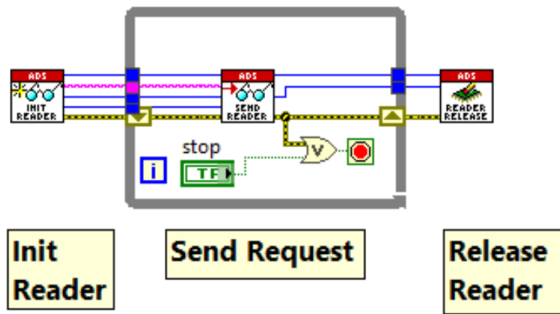 ADS
INIT
READER
ADS
SEND
READER
ADS
READER
RELEASE
stop
i
TF
V
Init
Reader
Send Request
Release
Reader